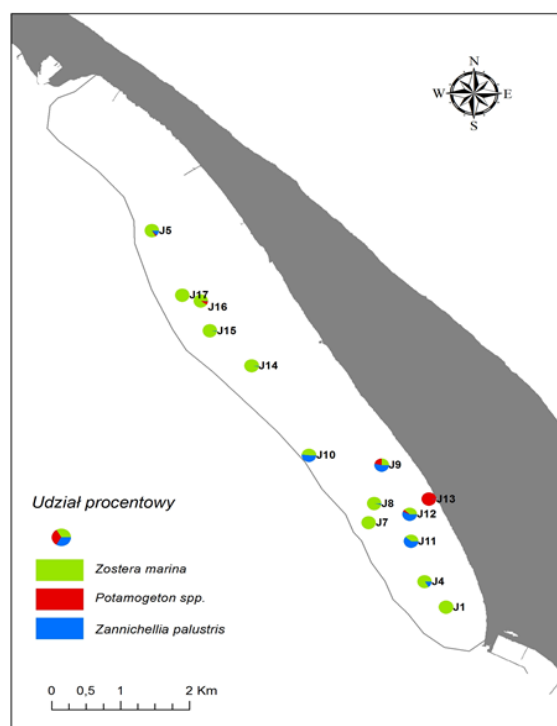 N
W E
S
J5
J17
J16
J15
J14
J10
J9
J13
J8
J12
J7
J11
J4
J1
Udział procentowy
Zostera marina
Potamogeton spp.
Zannichellia palustris
0 0,5 1 2 Km